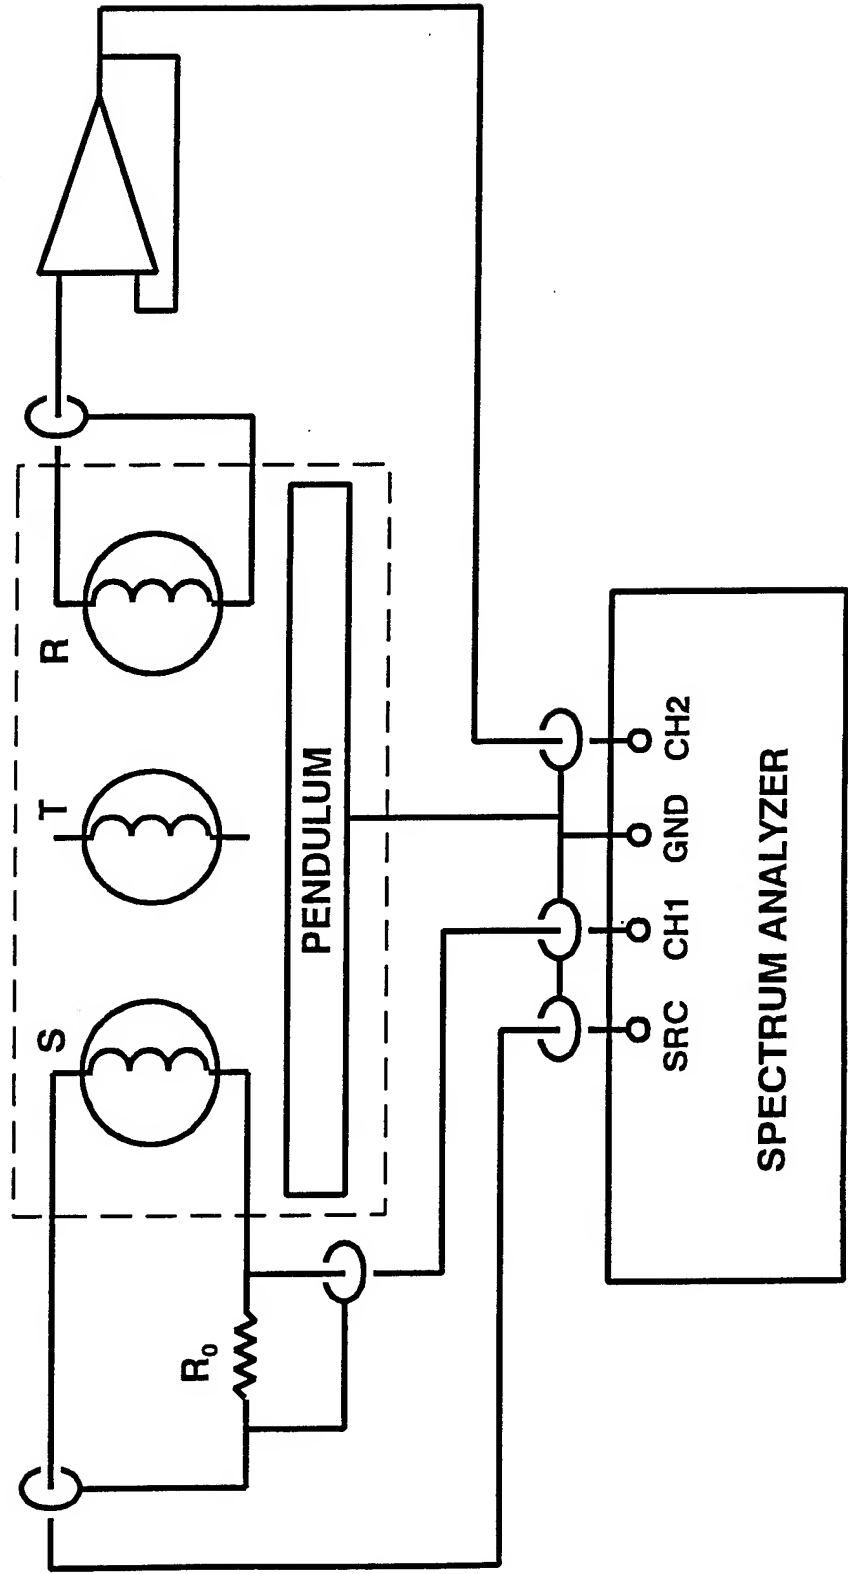 S
T
R
R₀
PENDULUM
SRC
CH1
GND
CH2
SPECTRUM ANALYZER